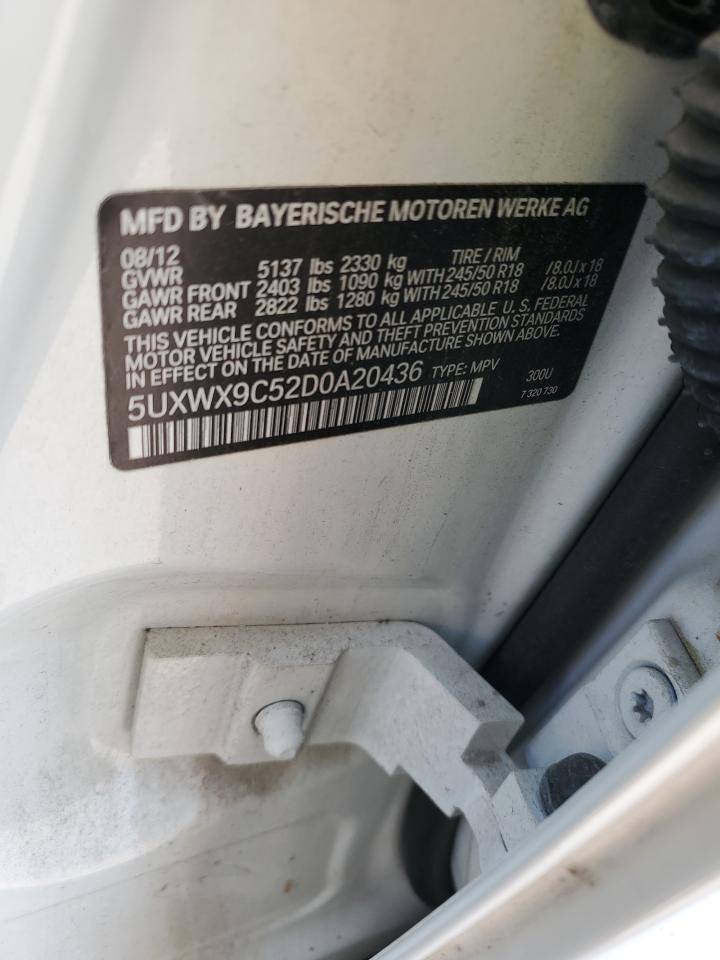 MFD BY BAYERISCHE MOTOREN WERKE AG
08/12 TIRE / RIM
GVWR 5137 lbs 2330 kg
GAWR FRONT 2403 lbs 1090 kg WITH 245/50 R18 /8.0J x 18
GAWR REAR 2822 lbs 1280 kg WITH 245/50 R18 /8.0J x 18
THIS VEHICLE CONFORMS TO ALL APPLICABLE U. S. FEDERAL
MOTOR VEHICLE SAFETY AND THEFT PREVENTION STANDARDS
IN EFFECT ON THE DATE OF MANUFACTURE SHOWN ABOVE.
5UXWX9C52D0A20436 TYPE: MPV 300U
7 320 730